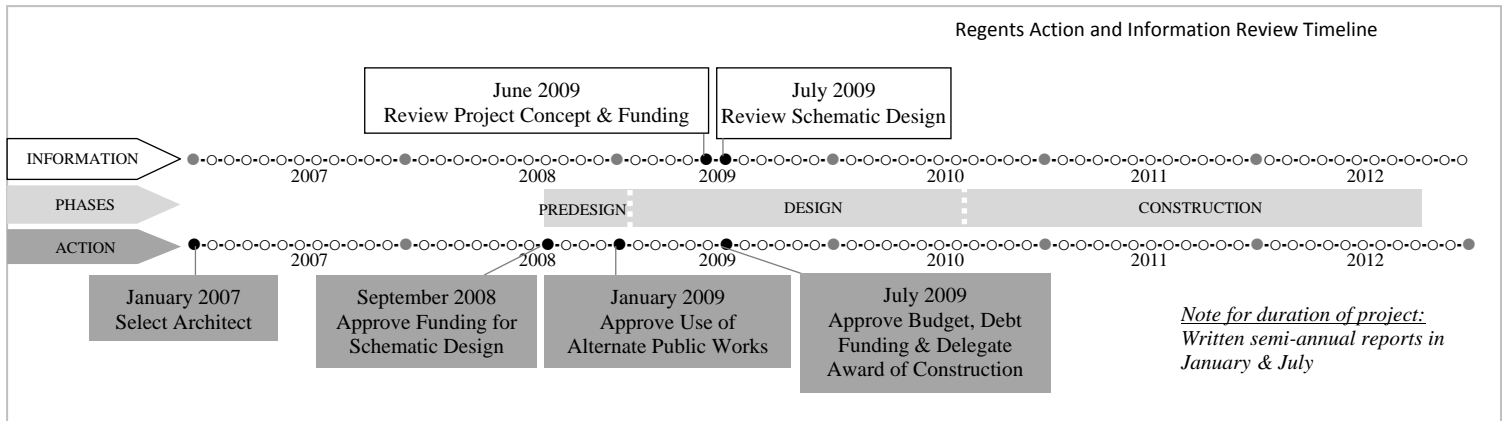 Regents Action and Information Review Timeline
June 2009
Review Project Concept & Funding
July 2009
Review Schematic Design
INFORMATION
2007
2008
2009
2010
2011
2012
PHASES
PREDESIGN
DESIGN
CONSTRUCTION
ACTION
2007
2008
2009
2010
2011
2012
January 2007
Select Architect
September 2008
Approve Funding for
Schematic Design
January 2009
Approve Use of
Alternate Public Works
July 2009
Approve Budget, Debt
Funding & Delegate
Award of Construction
Note for duration of project:
Written semi-annual reports in
January & July